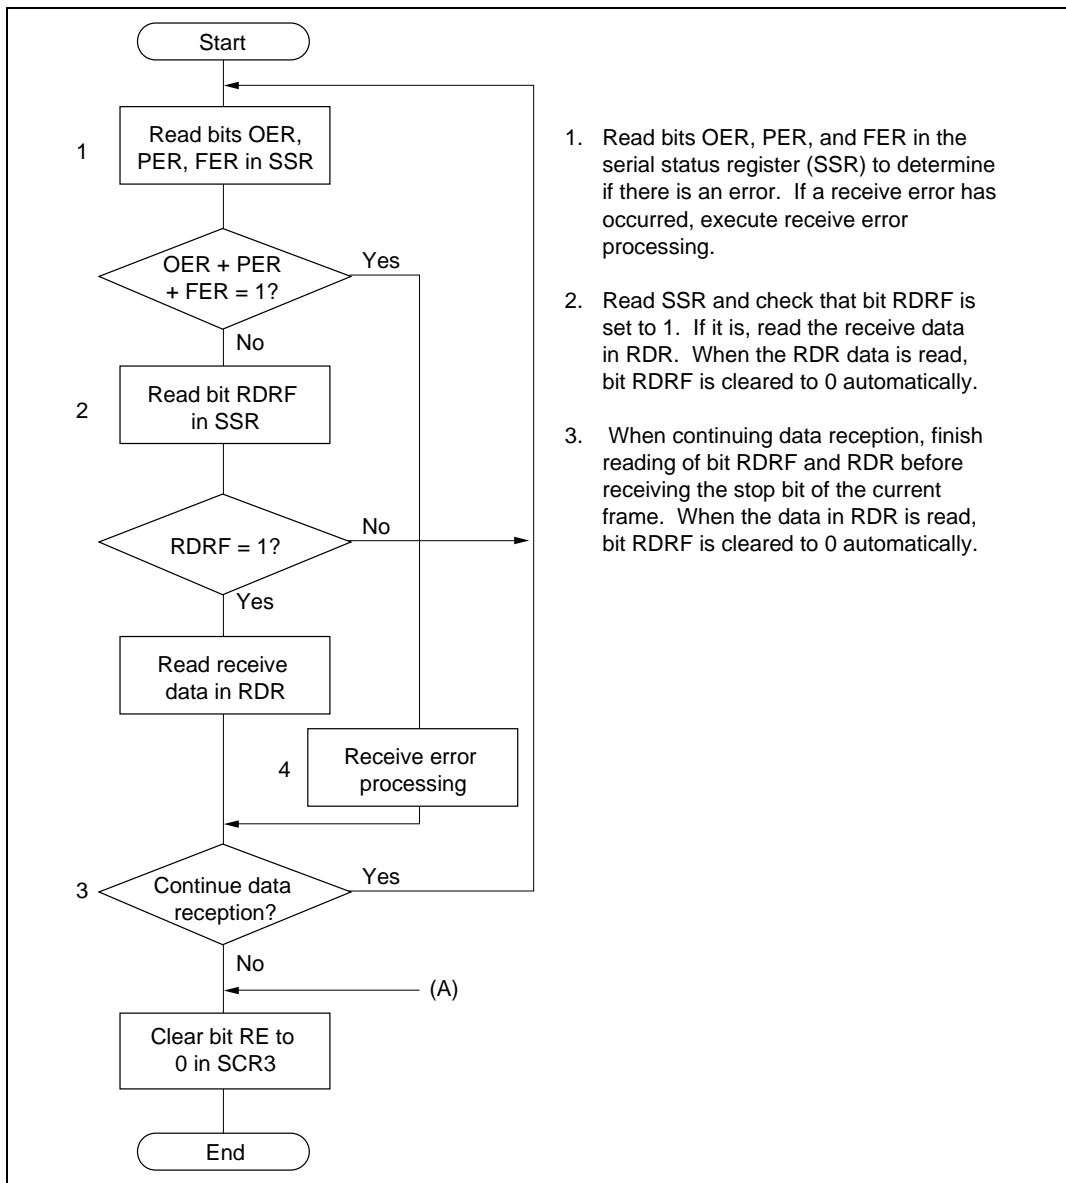 Start
1
Read bits OER,
PER, FER in SSR
OER + PER
+ FER = 1?
Yes
No
2
Read bit RDRF
in SSR
RDRF = 1?
No
Yes
Read receive
data in RDR
4
Receive error
processing
3
Continue data
reception?
Yes
No
(A)
Clear bit RE to
0 in SCR3
End
1. Read bits OER, PER, and FER in the
serial status register (SSR) to determine
if there is an error. If a receive error has
occurred, execute receive error
processing.
2. Read SSR and check that bit RDRF is
set to 1. If it is, read the receive data
in RDR. When the RDR data is read,
bit RDRF is cleared to 0 automatically.
3. When continuing data reception, finish
reading of bit RDRF and RDR before
receiving the stop bit of the current
frame. When the data in RDR is read,
bit RDRF is cleared to 0 automatically.